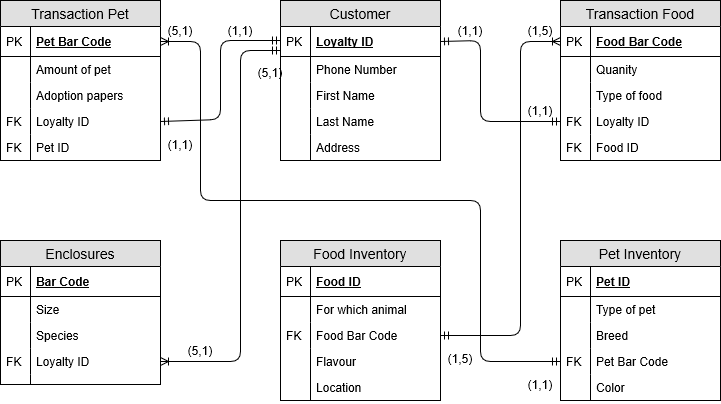 Transaction Pet
PK Pet Bar Code
Amount of pet
Adoption papers
FK Loyalty ID
FK Pet ID
(5,1)
(1,1)
(1,1)
(5,1)
Customer
PK Loyalty ID
Phone Number
First Name
Last Name
Address
(1,1)
(1,5)
(1,1)
Transaction Food
PK Food Bar Code
Quanity
Type of food
FK Loyalty ID
FK Food ID
Enclosures
PK Bar Code
Size
Species
FK Loyalty ID
(5,1)
Food Inventory
PK Food ID
For which animal
FK Food Bar Code
Flavour
Location
(1,5)
(1,1)
Pet Inventory
PK Pet ID
Type of pet
Breed
FK Pet Bar Code
Color